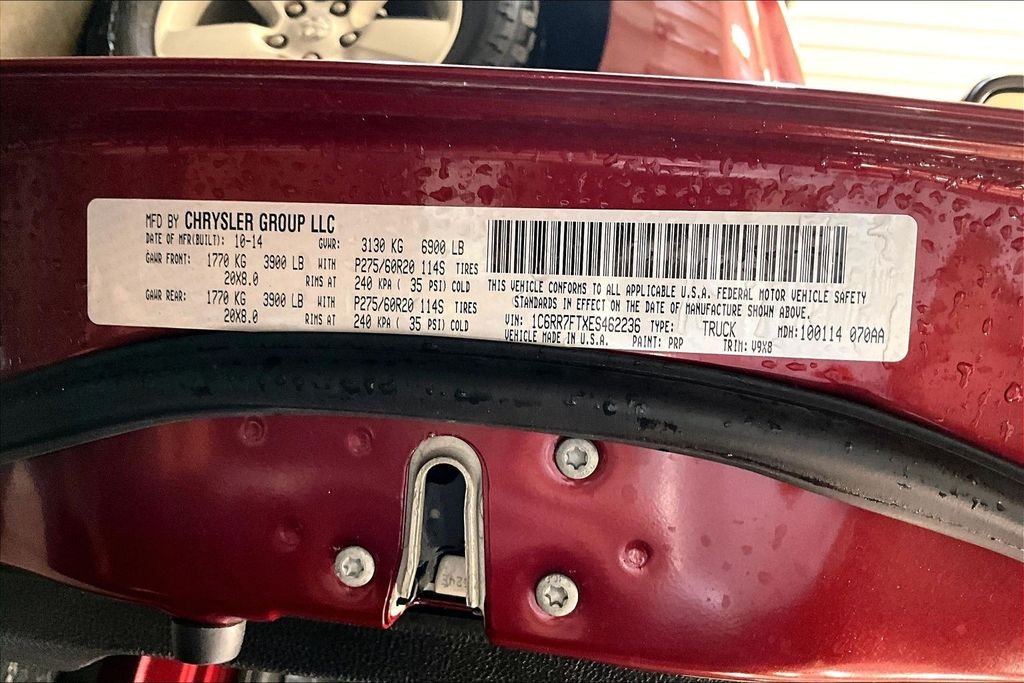 MFD BY CHRYSLER GROUP LLC
DATE OF MFR(BUILT): 10-14 GVWR: 3130 KG 6900 LB
GAWR FRONT: 1770 KG 3900 LB WITH P275/60R20 114S TIRES
20X8.0 RIMS AT 240 KPA ( 35 PSI) COLD
GAWR REAR: 1770 KG 3900 LB WITH P275/60R20 114S TIRES
20X8.0 RIMS AT 240 KPA ( 35 PSI) COLD
THIS VEHICLE CONFORMS TO ALL APPLICABLE U.S.A. FEDERAL MOTOR VEHICLE SAFETY
STANDARDS IN EFFECT ON THE DATE OF MANUFACTURE SHOWN ABOVE.
VIN: 1C6RR7FTXES462236 TYPE: TRUCK MDH:100114 070AA
VEHICLE MADE IN U.S.A. PAINT: PRP TRIM: V9X8